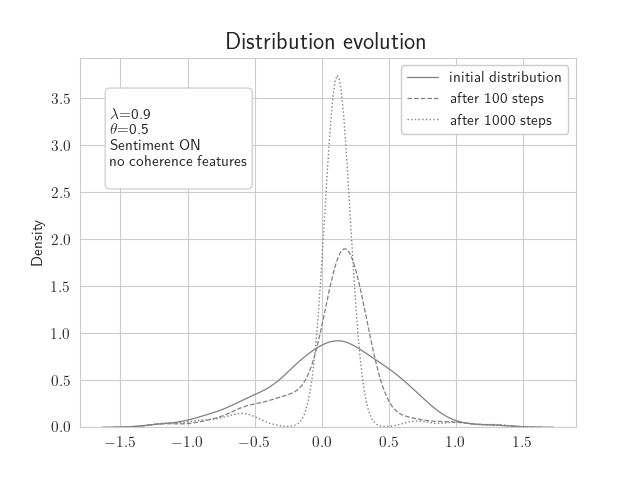 Distribution evolution
λ=0.9
θ=0.5
Sentiment ON
no coherence features
initial distribution
after 100 steps
after 1000 steps
Density
3.5
3.0
2.5
2.0
1.5
1.0
0.5
0.0
−1.5 −1.0 −0.5 0.0 0.5 1.0 1.5